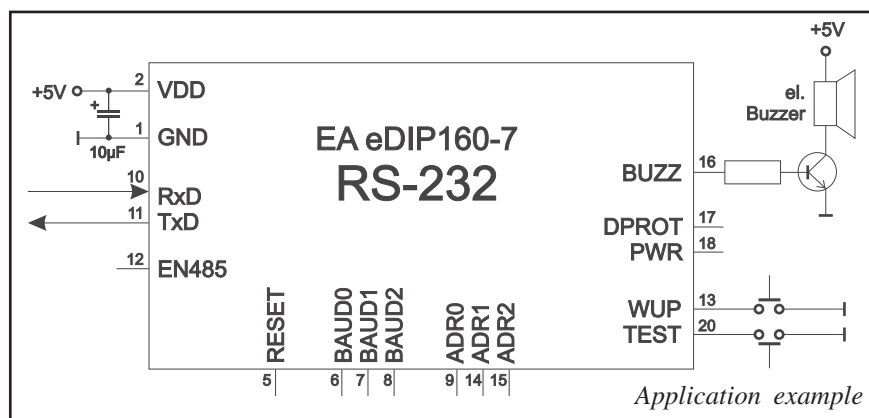 +5V
2 VDD
+5V
el.
Buzzer
1 GND
10µF
EA eDIP160-7
RS-232
10 RxD
BUZZ 16
11 TxD
DPROT 17
PWR 18
12 EN485
WUP 13
TEST 20
RESET BAUD0 BAUD1 BAUD2 ADR0 ADR1 ADR2
5 6 7 8 9 14 15
+
Application example